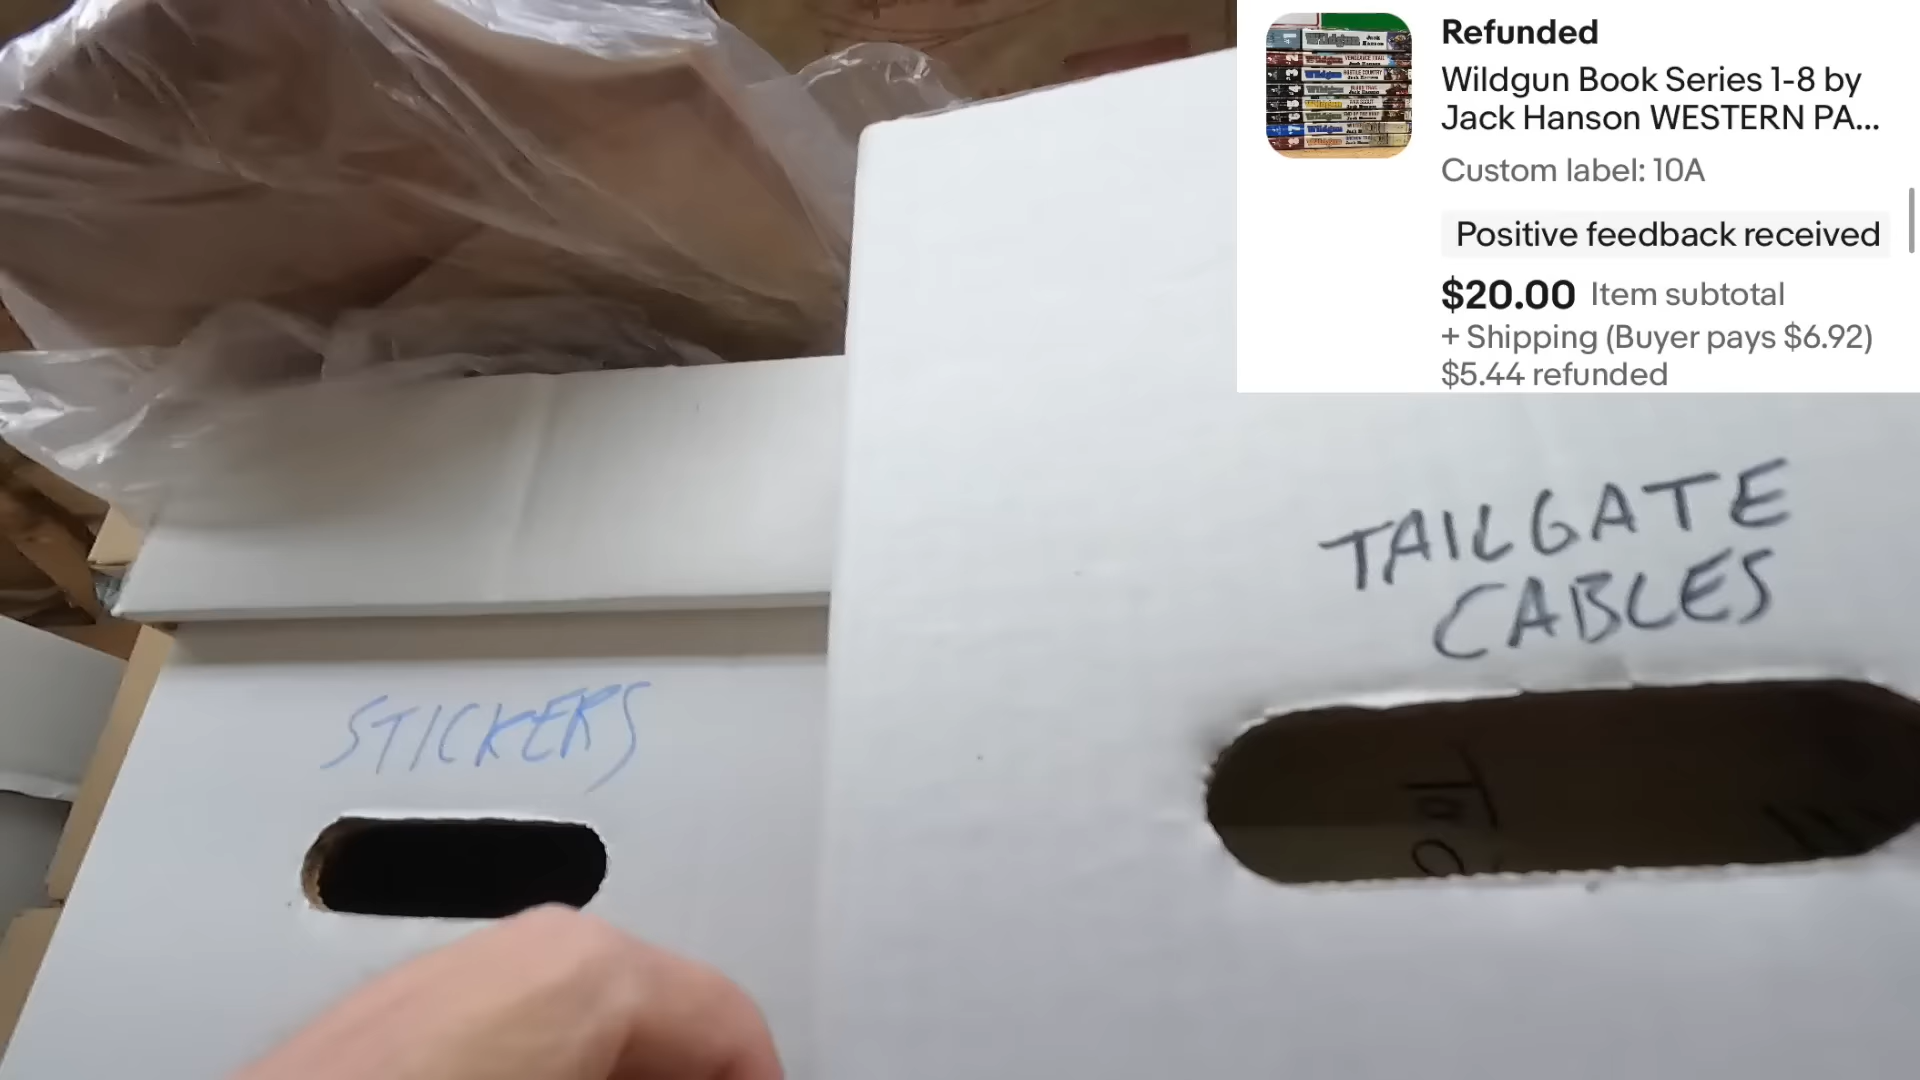 Refunded
Wildgun Book Series 1-8 by
Jack Hanson WESTERN PA...
Custom label: 10A
Positive feedback received
$20.00 Item subtotal
+ Shipping (Buyer pays $6.92)
$5.44 refunded
TAILGATE
CABLES
STICKERS